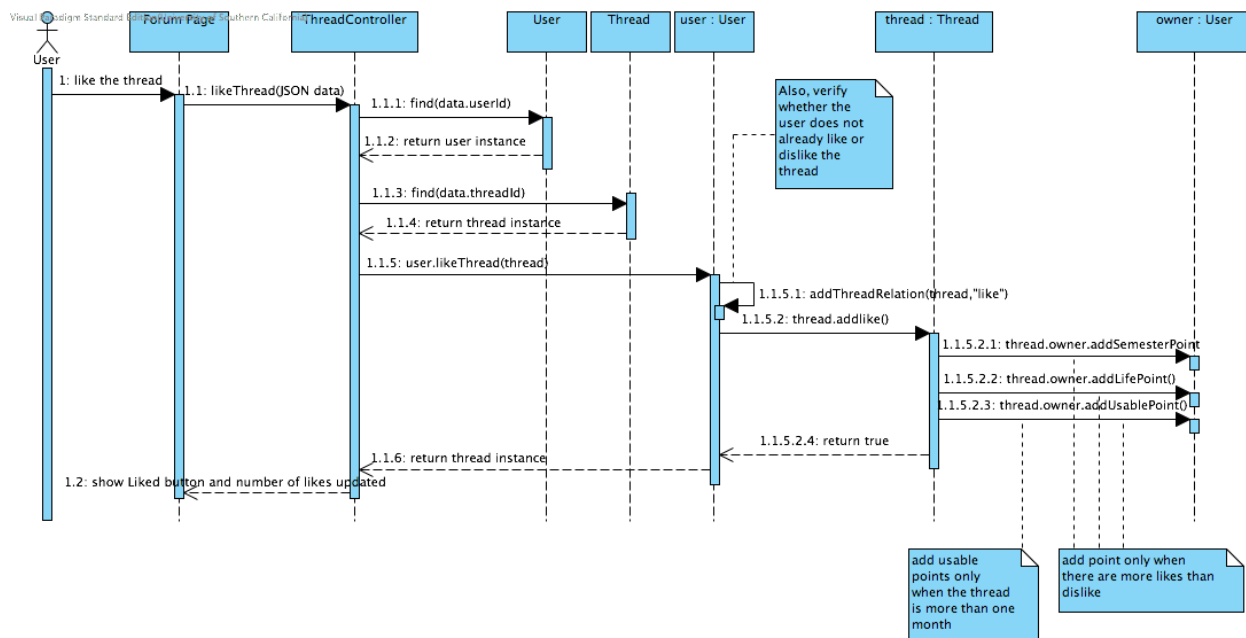 Visual Paradigm Standard Edition(University of Southern California)
User
Forum Page
ThreadController
User
Thread
user : User
thread : Thread
owner : User
1: like the thread
1.1: likeThread(JSON data)
1.1.1: find(data.userId)
1.1.2: return user instance
1.1.3: find(data.threadId)
1.1.4: return thread instance
1.1.5: user.likeThread(thread)
Also, verify
whether the
user does not
already like or
dislike the
thread
1.1.5.1: addThreadRelation(thread,"like")
1.1.5.2: thread.addlike()
1.1.5.2.1: thread.owner.addSemesterPoint
1.1.5.2.2: thread.owner.addLifePoint()
1.1.5.2.3: thread.owner.addUsablePoint()
1.1.5.2.4: return true
1.1.6: return thread instance
1.2: show Liked button and number of likes updated
add usable
points only
when the thread
is more than one
month
add point only when
there are more likes than
dislike